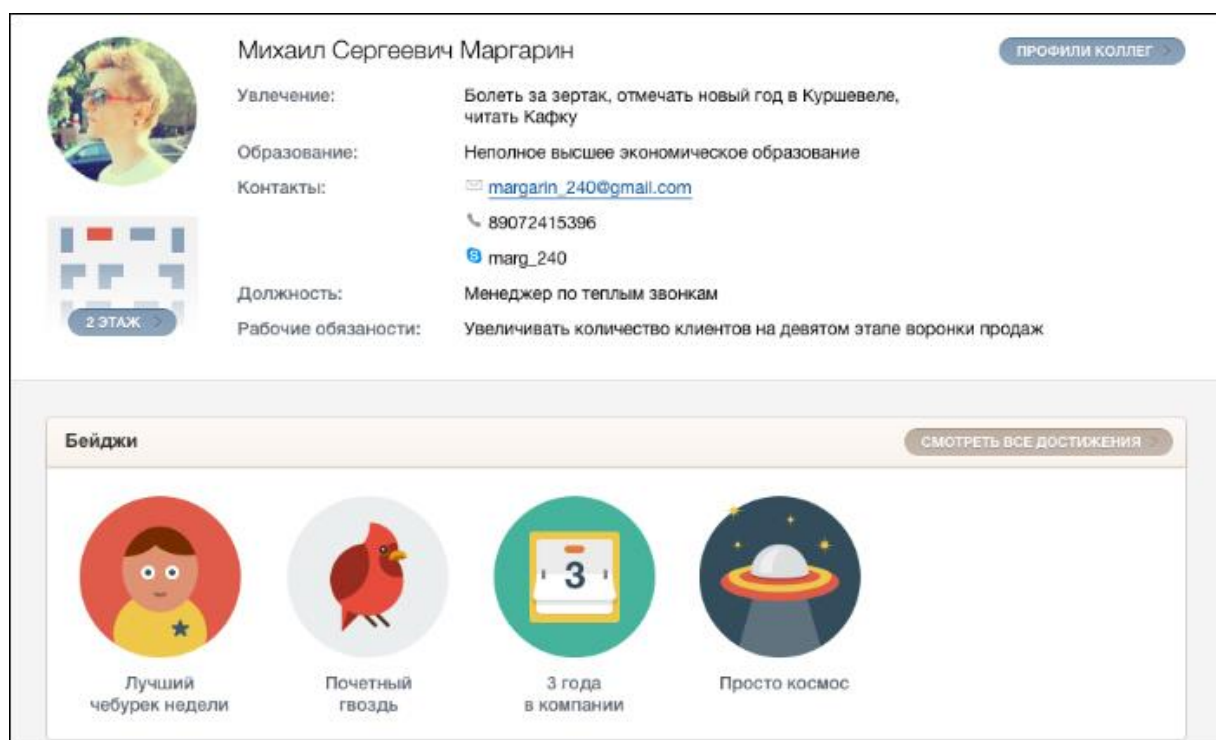 Михаил Сергеевич Маргарин
ПРОФИЛИ КОЛЛЕГ
Увлечение:
Болеть за зертак, отмечать новый год в Куршевеле,
читать Кафку
Образование:
Неполное высшее экономическое образование
Контакты:
margarin_240@gmail.com
89072415396
marg_240
Должность:
Менеджер по теплым звонкам
2 ЭТАЖ
Рабочие обязаности:
Увеличивать количество клиентов на девятом этапе воронки продаж
Бейджи
СМОТРЕТЬ ВСЕ ДОСТИЖЕНИЯ
3
Лучший
чебурек недели
Почетный
гвоздь
3 года
в компании
Просто космос